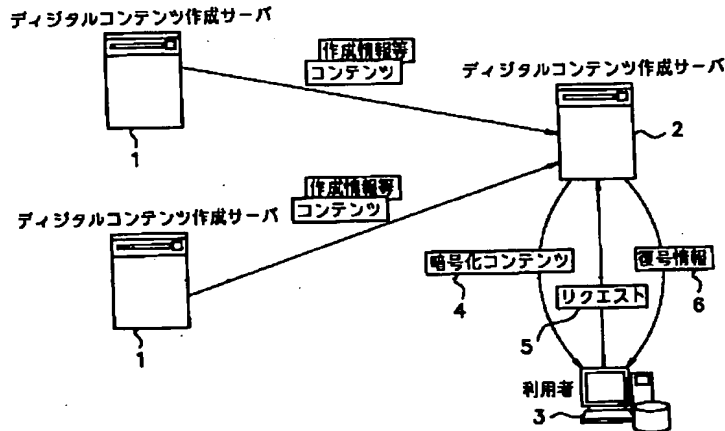 ディジタルコンテンツ作成サーバ
作成情報等
コンテンツ
1
ディジタルコンテンツ作成サーバ
2
作成情報等
コンテンツ
ディジタルコンテンツ作成サーバ
1
暗号化コンテンツ
4
リクエスト
5
復号情報
6
利用者
3